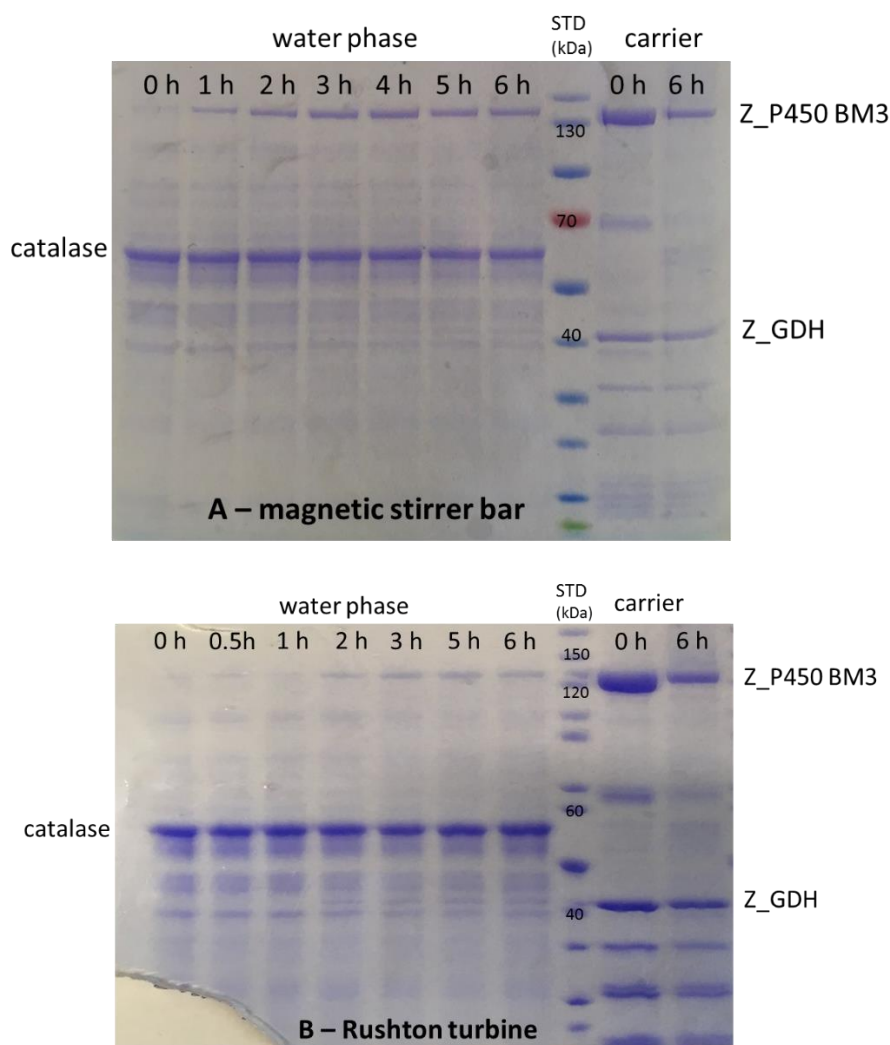 water phase
STD
(kDa)
carrier
0 h 1 h 2 h 3 h 4 h 5 h 6 h
0 h 6 h
Z_P450 BM3
130
70
catalase
40
Z_GDH
A – magnetic stirrer bar
water phase
STD
(kDa)
carrier
0 h 0.5h 1 h 2 h 3 h 5 h 6 h
0 h 6 h
150
Z_P450 BM3
120
60
catalase
Z_GDH
40
B – Rushton turbine